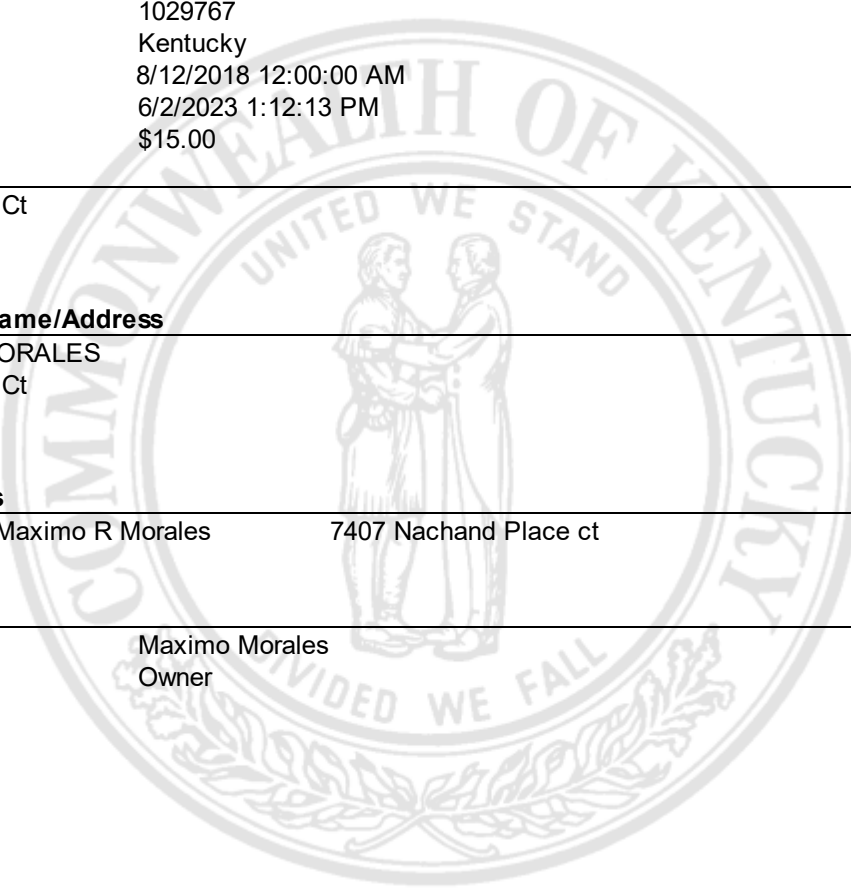 1029767
Kentucky
8/12/2018 12:00:00 AM
6/2/2023 1:12:13 PM
$15.00
Ct
ame/Address
ORALES
Ct
s
Maximo R Morales 7407 Nachand Place ct
Maximo Morales
Owner
COMMONWEALTH OF KENTUCKY
UNITED WE STAND
DIVIDED WE FALL